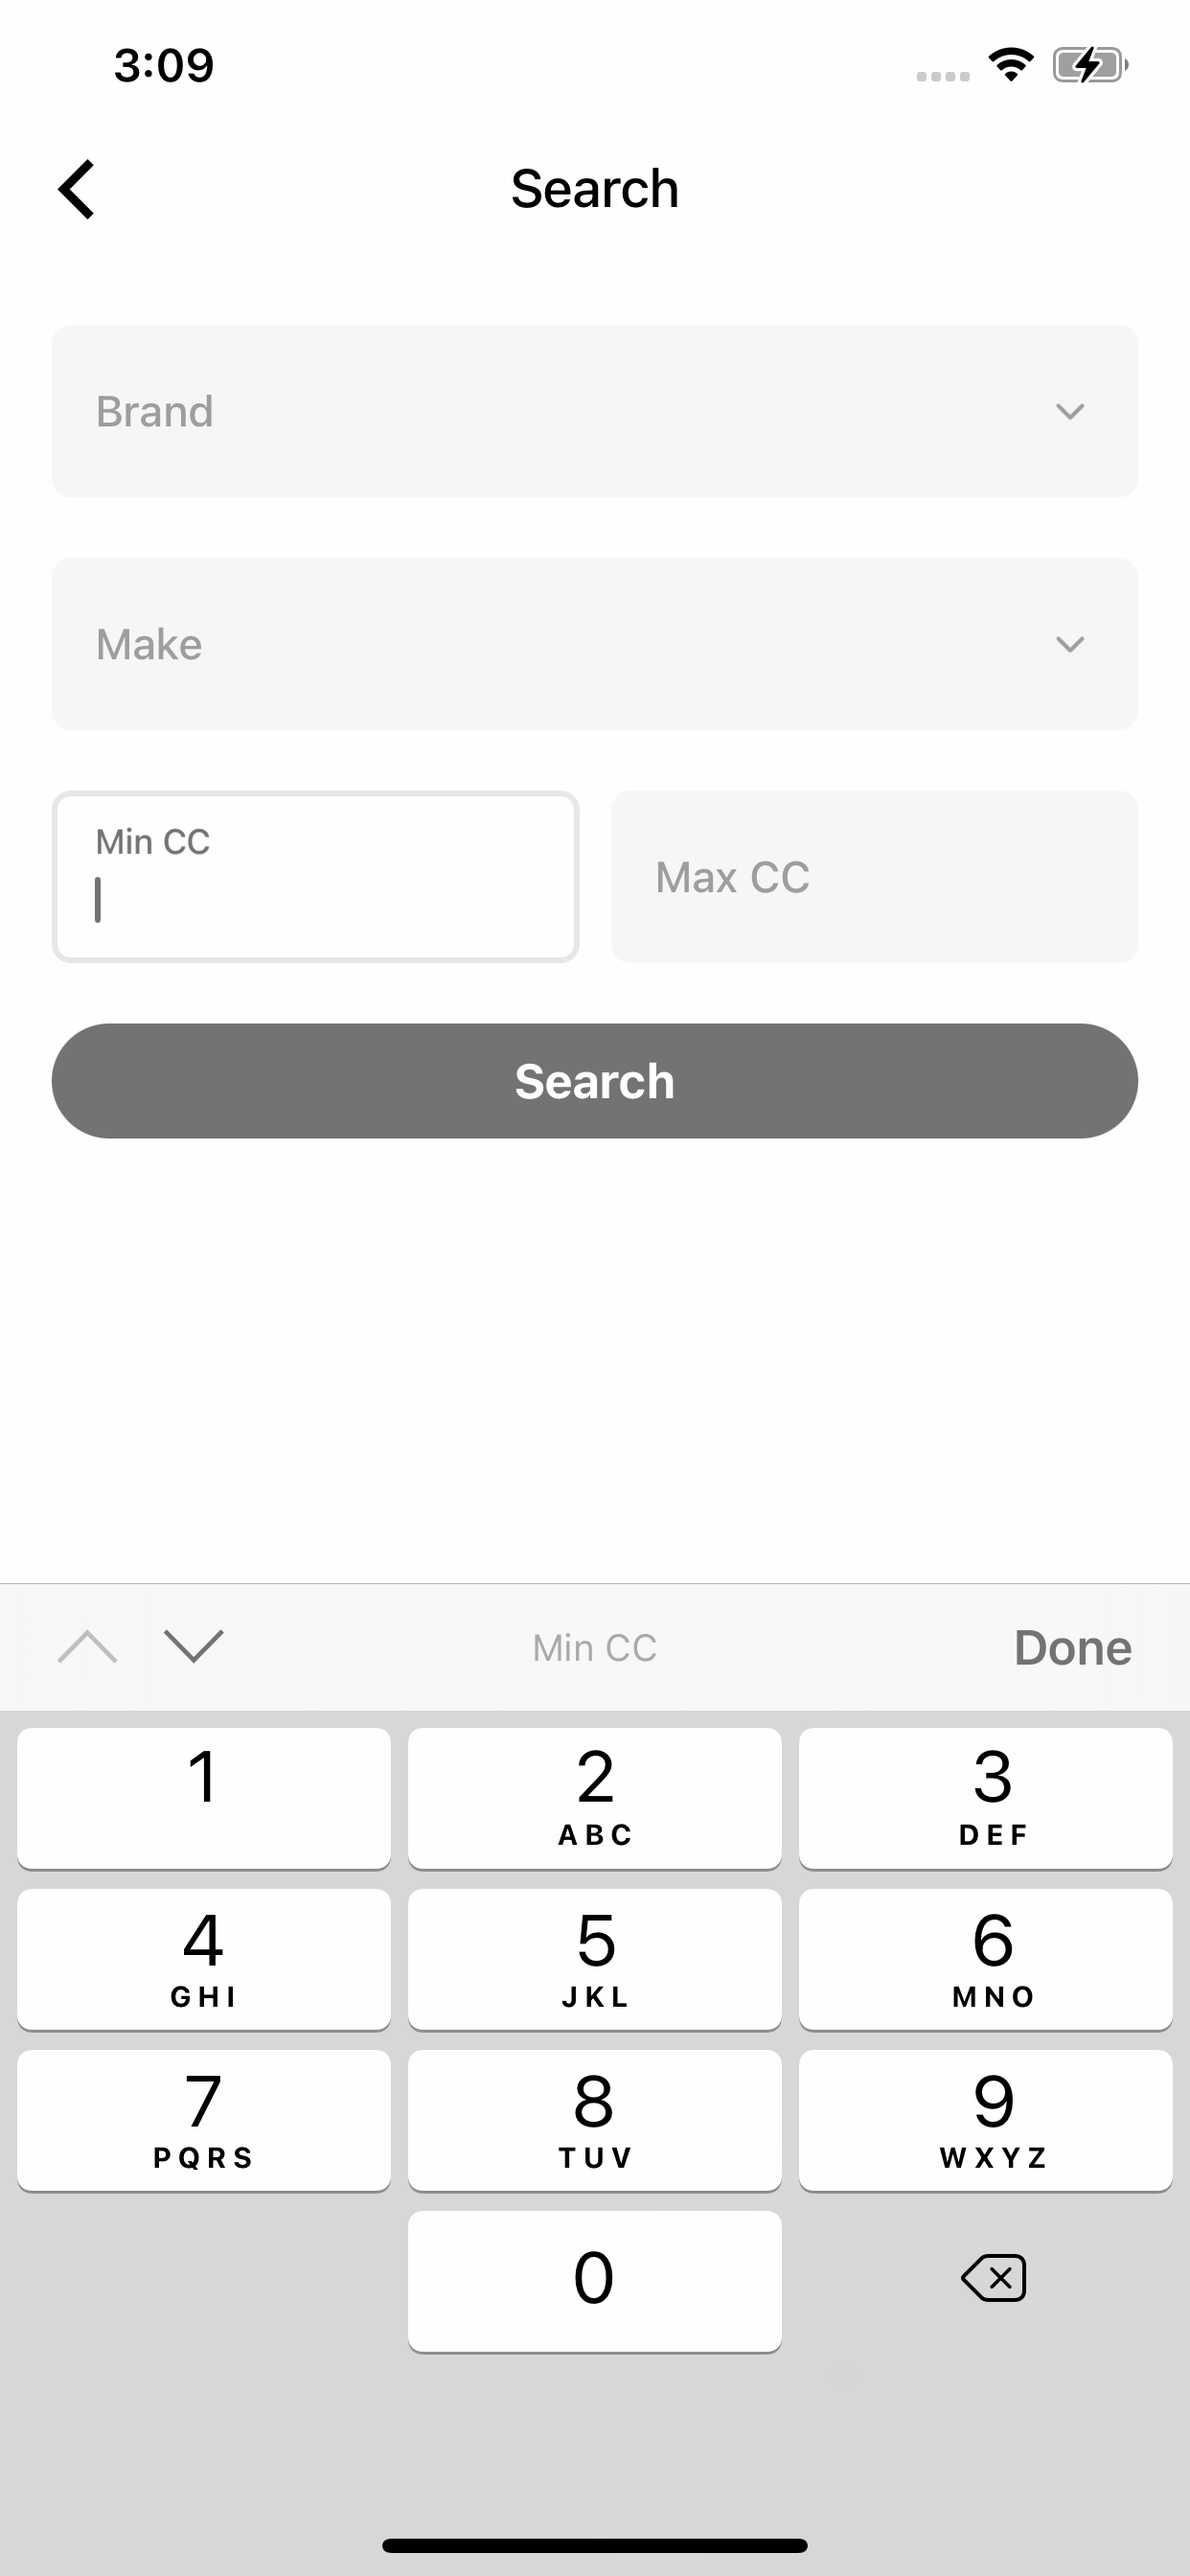 3:09
Search
Brand
Make
Min CC
Max CC
Search
Min CC
Done
1
2
ABC
3
DEF
4
GHI
5
JKL
6
MNO
7
PQRS
8
TUV
9
WXYZ
0